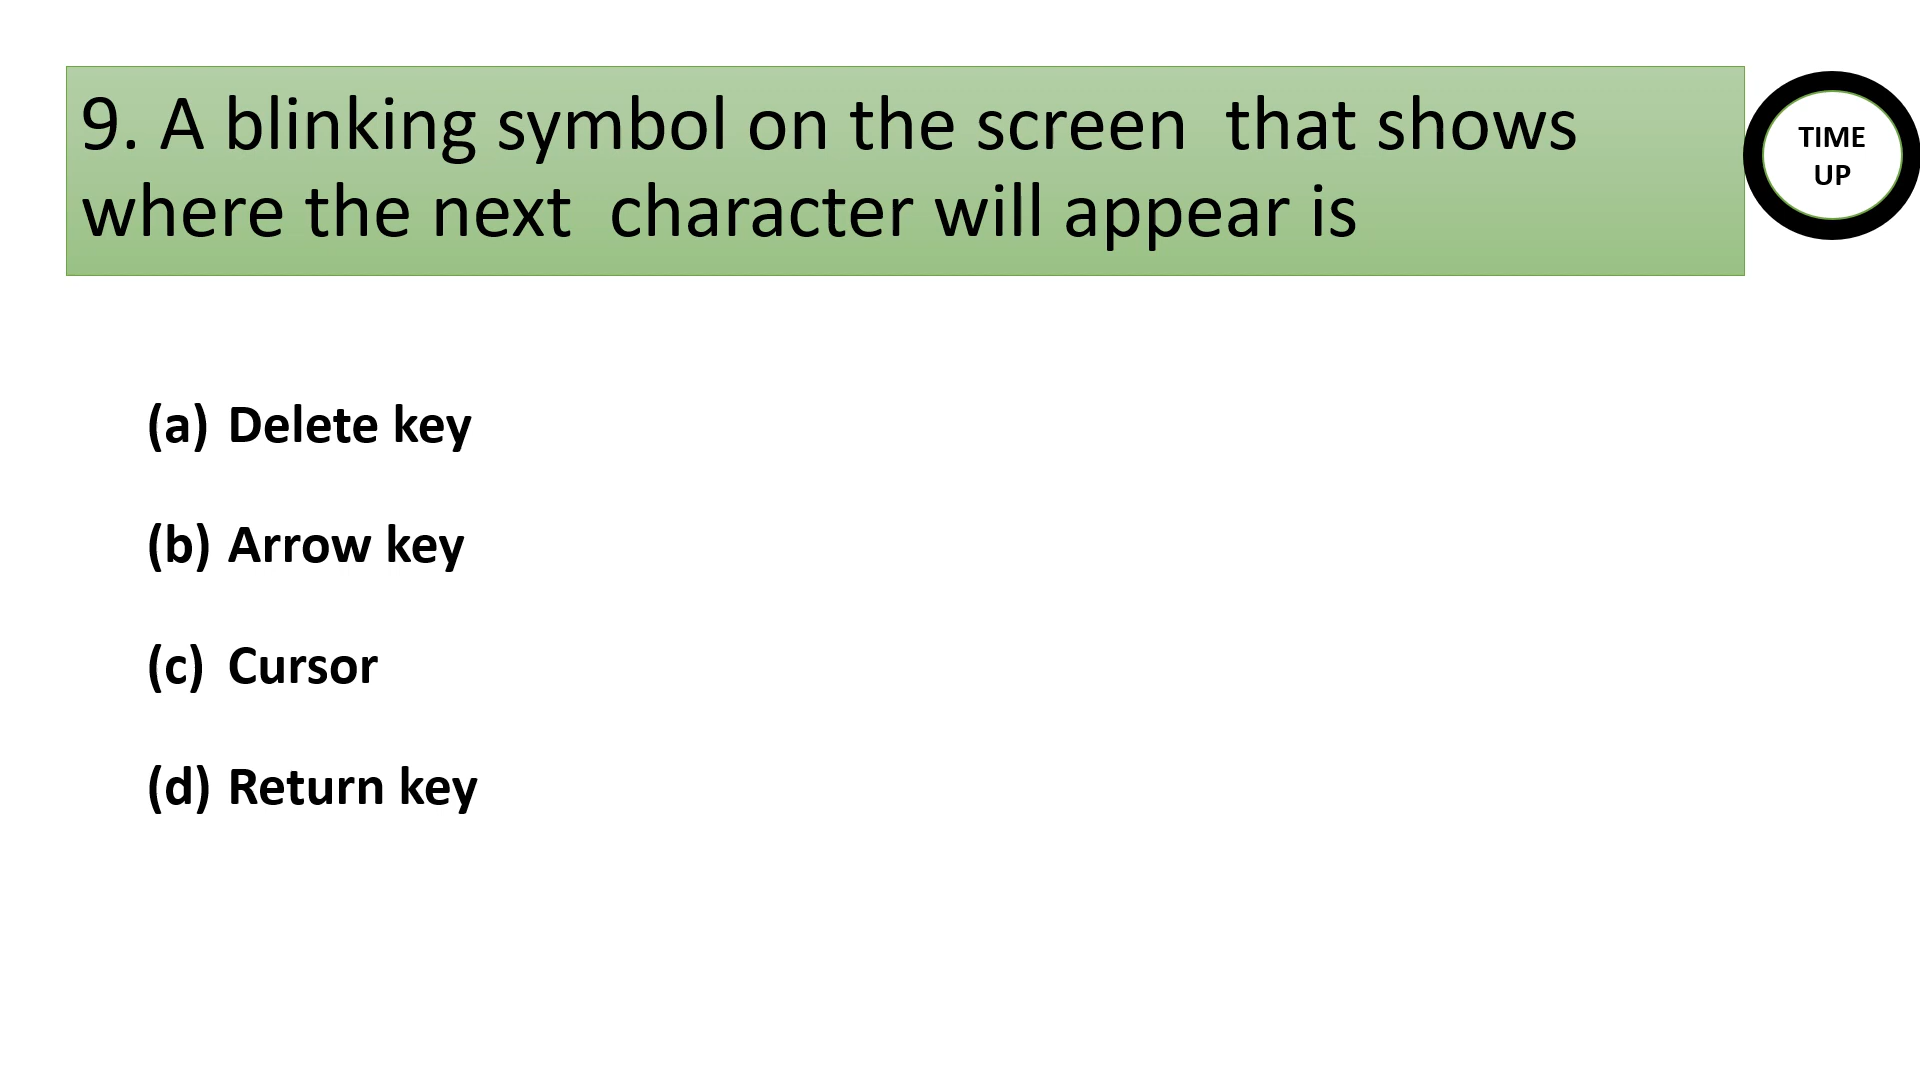 9. A blinking symbol on the screen  that shows
where the next  character will appear is
TIME
UP
(a) Delete key
(b) Arrow key
(c) Cursor
(d) Return key